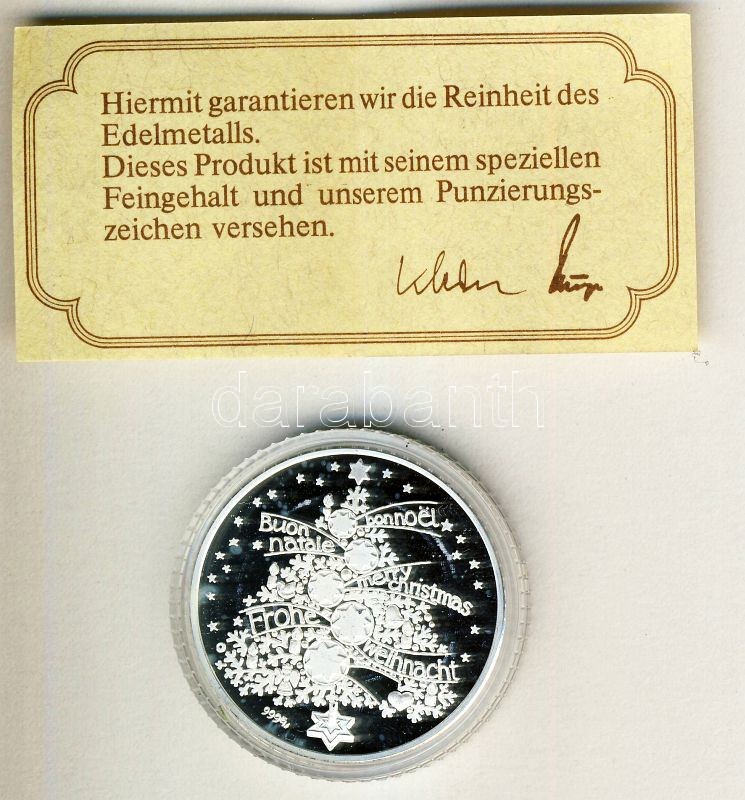 Hiermit garantieren wir die Reinheit des
Edelmetalls.
Dieses Produkt ist mit seinem speziellen
Feingehalt und unserem Punzierungs-
zeichen versehen.
darabanth
Buon
natale
bon noël
merry
christmas
Frohe
weihnacht